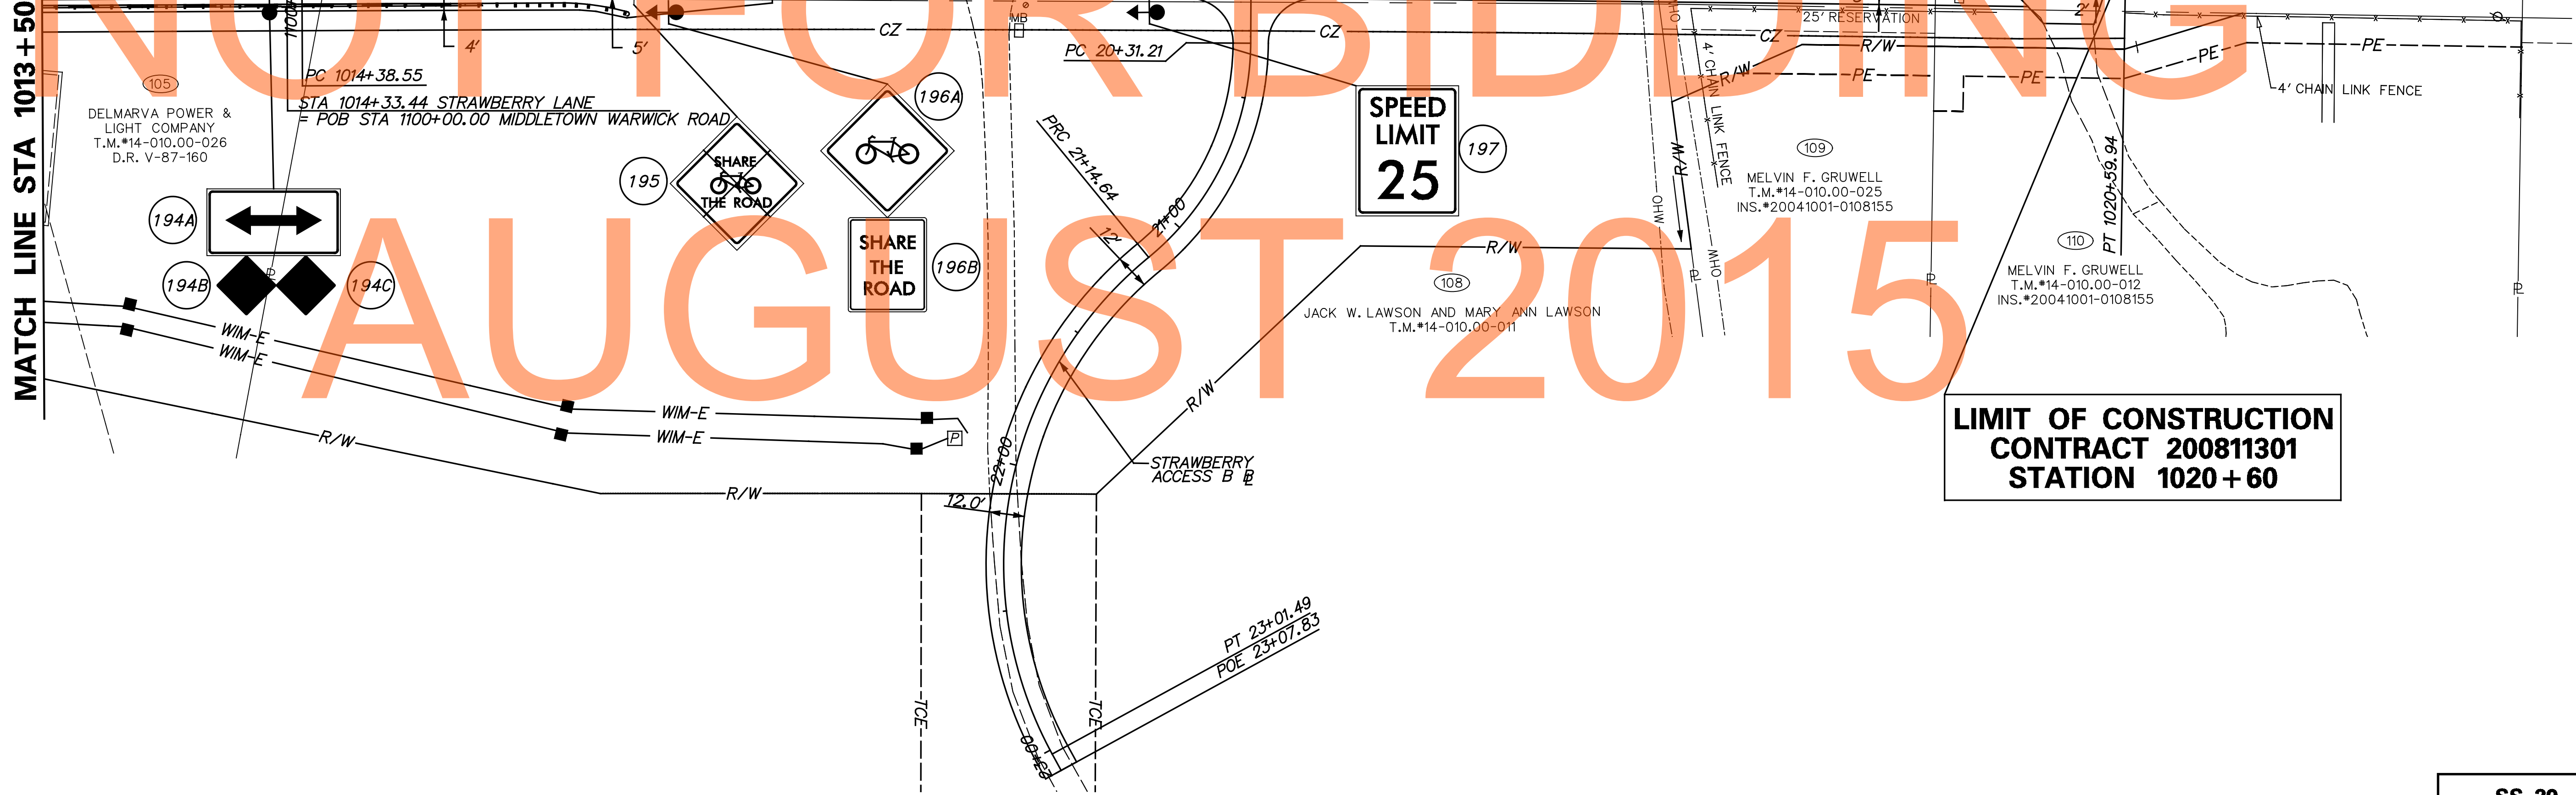 NOT FOR BIDDING
AUGUST 2015
MATCH LINE STA 1013+50
4'
5'
CZ
MB
CZ
PC 20+31.21
25' RESERVATION
CZ
R/W
2'
PE
PE
PE
PE
R/W
4' CHAIN LINK FENCE
4' CHAIN LINK FENCE
105
DELMARVA POWER &
LIGHT COMPANY
T.M.#14-010.00-026
D.R. V-87-160
PC 1014+38.55
STA 1014+33.44 STRAWBERRY LANE
= POB STA 1100+00.00 MIDDLETOWN WARWICK ROAD
194A
194B
194C
195
SHARE
THE ROAD
196A
SHARE
THE
ROAD
196B
PRC 21+14.64
21+00
12'
SPEED
LIMIT
25
197
R/W
OHW
OHW
109
MELVIN F. GRUWELL
T.M.#14-010.00-025
INS.#20041001-0108155
PT 1020+59.94
110
MELVIN F. GRUWELL
T.M.#14-010.00-012
INS.#20041001-0108155
R/W
108
JACK W. LAWSON AND MARY ANN LAWSON
T.M.#14-010.00-011
WIM-E
WIM-E
WIM-E
WIM-E
P
R/W
R/W
R/W
22+00
STRAWBERRY
ACCESS B
12.0'
LIMIT OF CONSTRUCTION
CONTRACT 200811301
STATION 1020+60
PT 23+01.49
POE 23+07.83
TCE
TCE
23+00